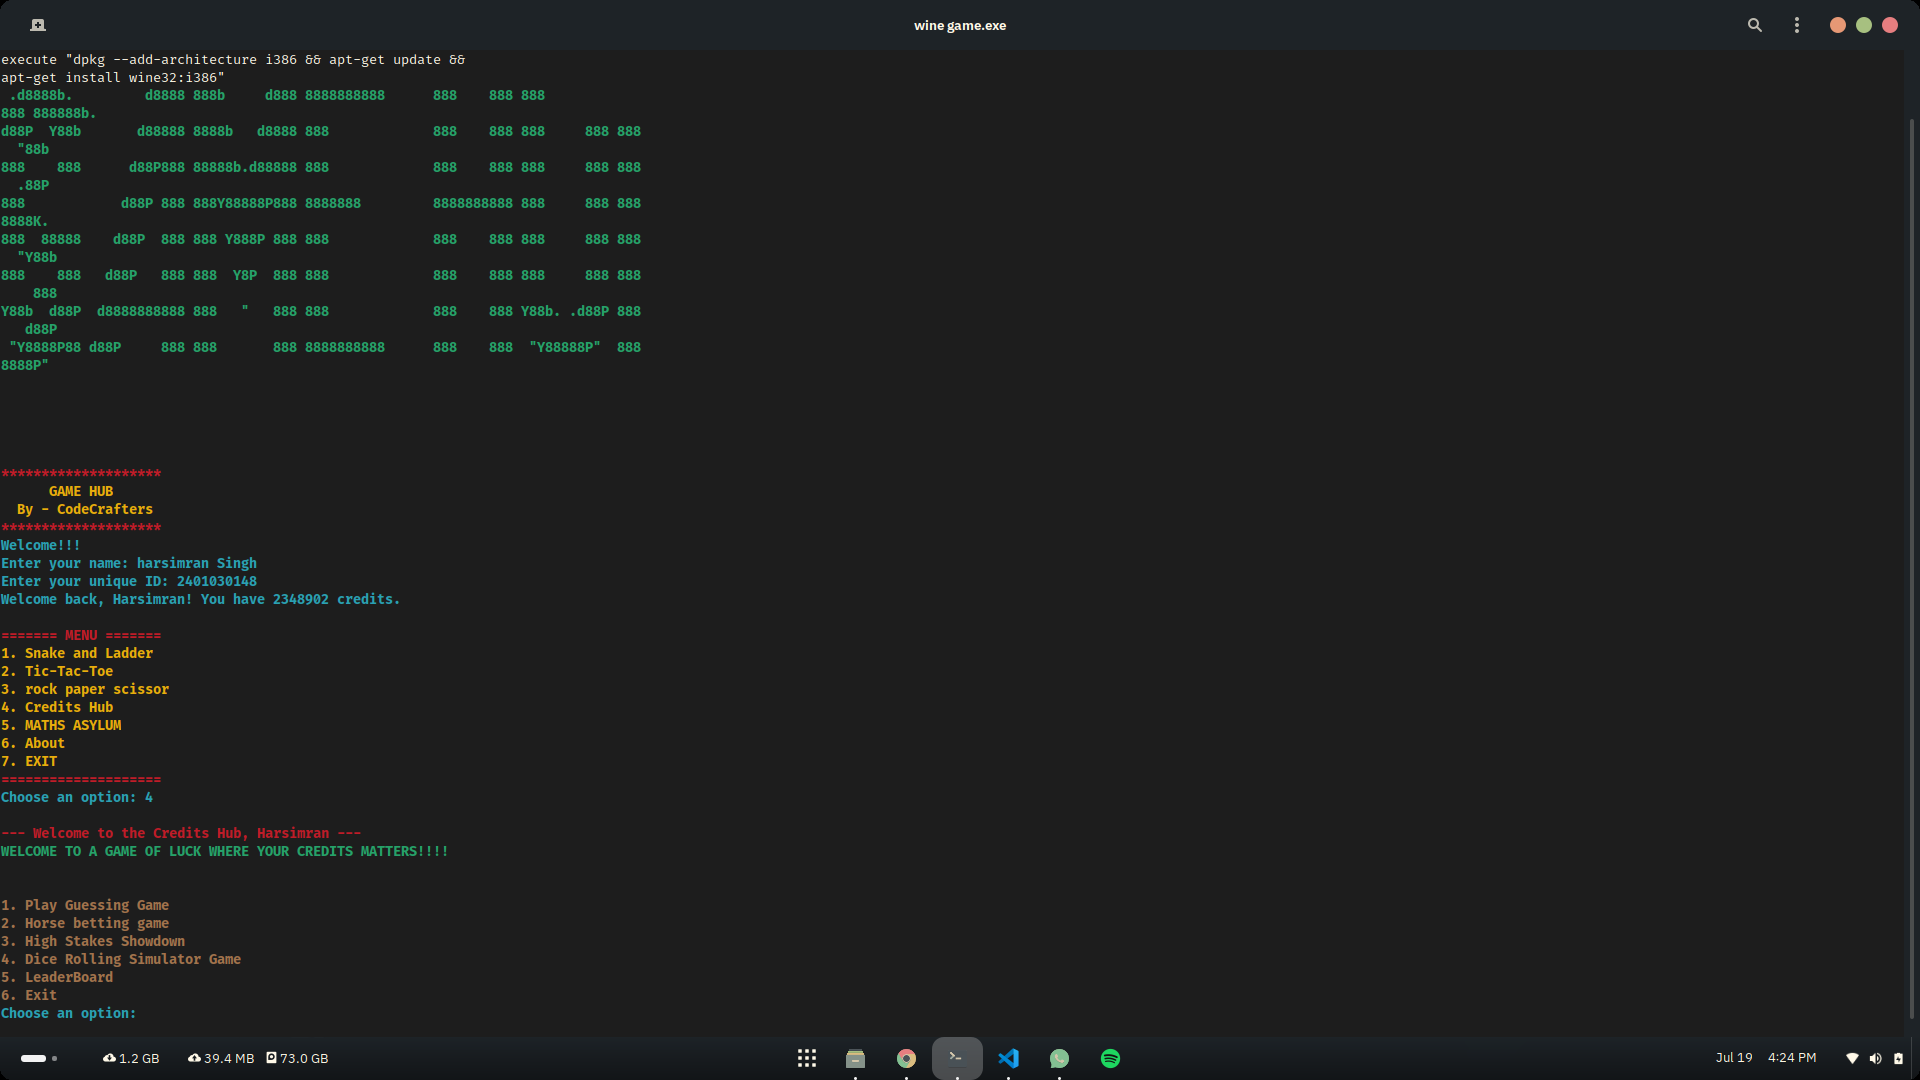 wine game.exe
execute "dpkg --add-architecture i386 && apt-get update &&
apt-get install wine32:i386"
 .d8888b.         d8888 888b     d888 8888888888      888    888 888
888 888888b.
d88P  Y88b       d88888 8888b   d8888 888             888    888 888     888 888
  "88b
888    888      d88P888 88888b.d88888 888             888    888 888     888 888
  .88P
888            d88P 888 888Y88888P888 8888888         8888888888 888     888 888
8888K.
888  88888    d88P  888 888 Y888P 888 888             888    888 888     888 888
  "Y88b
888    888   d88P   888 888  Y8P  888 888             888    888 888     888 888
    888
Y88b  d88P  d8888888888 888   "   888 888             888    888 Y88b. .d88P 888
   d88P
 "Y8888P88 d88P     888 888       888 8888888888      888    888  "Y88888P"  888
8888P"
********************
      GAME HUB
  By - CodeCrafters
********************
Welcome!!!
Enter your name: harsimran Singh
Enter your unique ID: 2401030148
Welcome back, Harsimran! You have 2348902 credits.
======= MENU =======
1. Snake and Ladder
2. Tic-Tac-Toe
3. rock paper scissor
4. Credits Hub
5. MATHS ASYLUM
6. About
7. EXIT
====================
Choose an option: 4
--- Welcome to the Credits Hub, Harsimran ---
WELCOME TO A GAME OF LUCK WHERE YOUR CREDITS MATTERS!!!!
1. Play Guessing Game
2. Horse betting game
3. High Stakes Showdown
4. Dice Rolling Simulator Game
5. LeaderBoard
6. Exit
Choose an option:
1.2 GB 39.4 MB 73.0 GB
Jul 19 4:24 PM